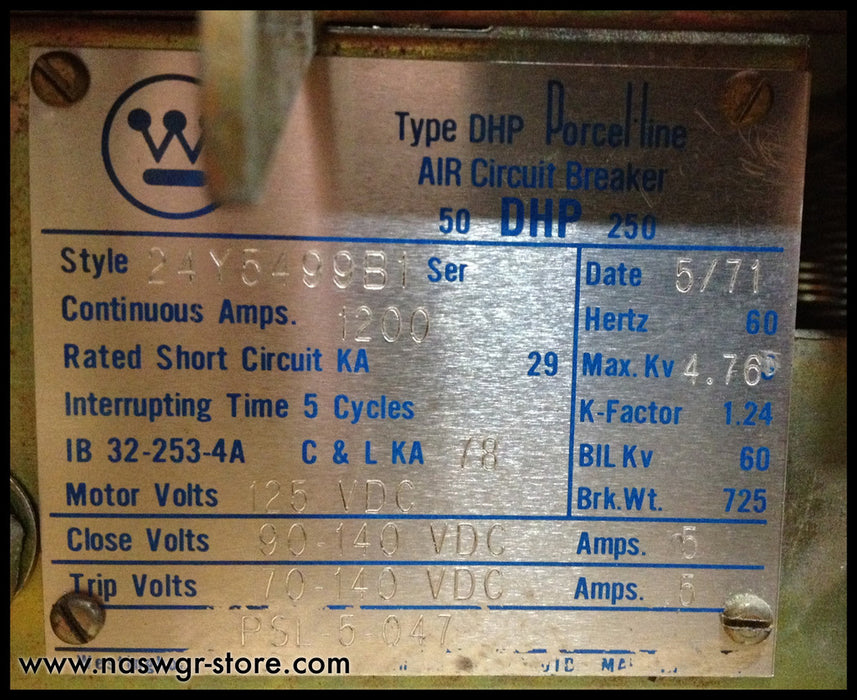 Type DHP Porcel-line
AIR Circuit Breaker
50 DHP 250
Style 24Y5499B1 Ser
Date 5/71
Continuous Amps. 1200
Hertz 60
Rated Short Circuit KA 29
Max. Kv 4.76
Interrupting Time 5 Cycles
K-Factor 1.24
IB 32-253-4A C & L KA 78
BIL Kv 60
Motor Volts 125 VDC
Brk.Wt. 725
Close Volts 90-140 VDC Amps. 5
Trip Volts 70-140 VDC Amps. 5
PSL 5-047
www.naswgr-store.com